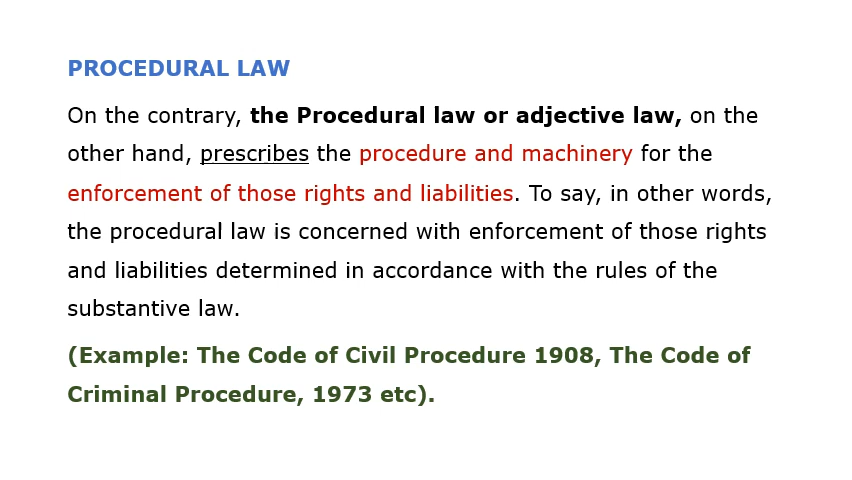 PROCEDURAL LAW
On the contrary, the Procedural law or adjective law, on the
other hand, prescribes the procedure and machinery for the
enforcement of those rights and liabilities. To say, in other words,
the procedural law is concerned with enforcement of those rights
and liabilities determined in accordance with the rules of the
substantive law.
(Example: The Code of Civil Procedure 1908, The Code of
Criminal Procedure, 1973 etc).